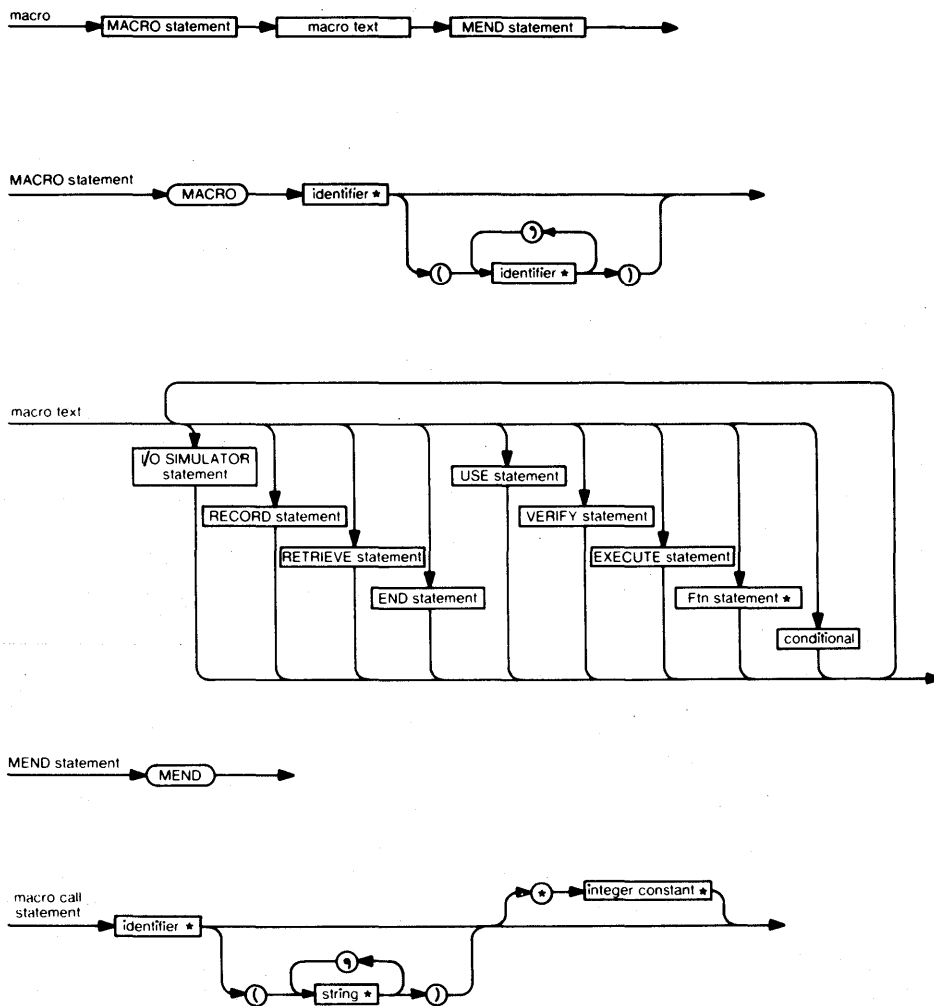 macro
MACRO statement
macro text
MEND statement
MACRO statement
MACRO
identifier *
,
( identifier * )
macro text
I/O SIMULATOR
statement
USE statement
RECORD statement
VERIFY statement
RETRIEVE statement
EXECUTE statement
END statement
Ftn statement *
conditional
MEND statement
MEND
macro call
statement
* integer constant *
identifier *
,
( string * )